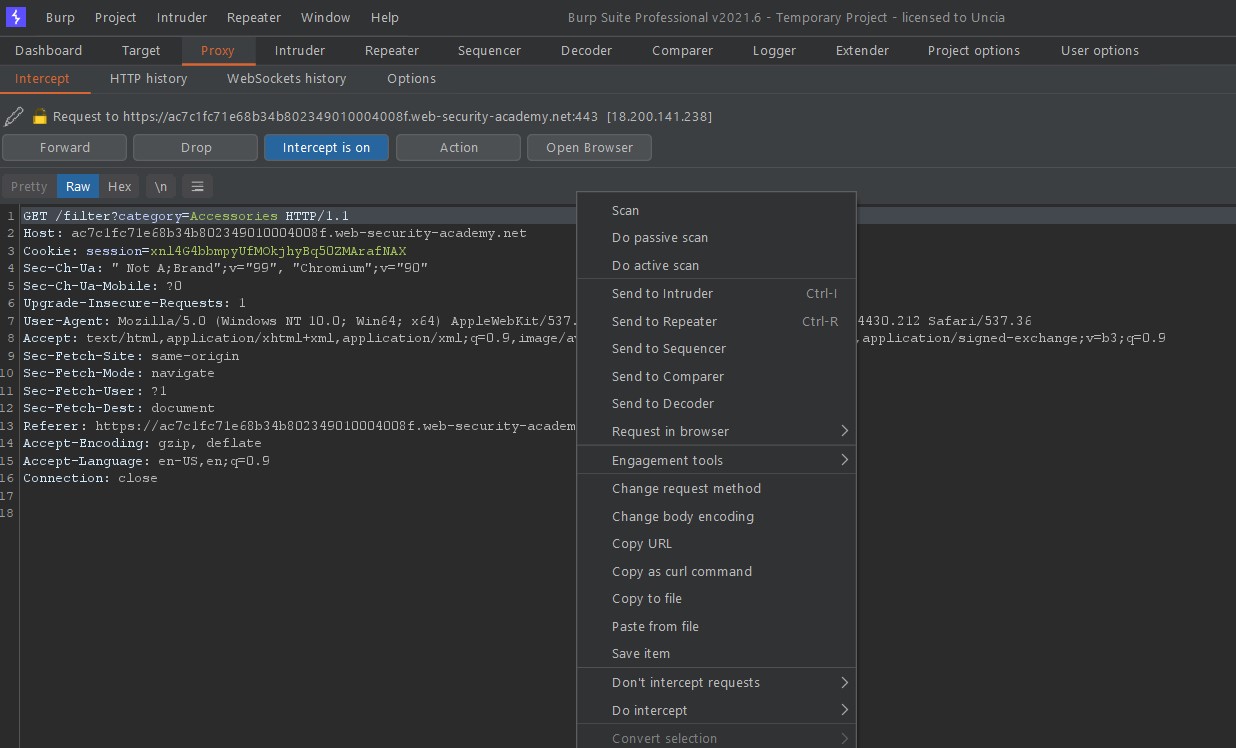 Burp Project Intruder Repeater Window Help Burp Suite Professional v2021.6 - Temporary Project - licensed to Uncia
Dashboard Target Proxy Intruder Repeater Sequencer Decoder Comparer Logger Extender Project options User options
Intercept HTTP history WebSockets history Options
Request to https://ac7c1fc71e68b34b802349010004008f.web-security-academy.net:443 [18.200.141.238]
Forward Drop Intercept is on Action Open Browser
Pretty Raw Hex \n
1 GET /filter?category=Accessories HTTP/1.1
2 Host: ac7c1fc71e68b34b802349010004008f.web-security-academy.net
3 Cookie: session=xnl4G4bbmpyUfMOkjhyBq5OZMArafNAX
4 Sec-Ch-Ua: " Not A;Brand";v="99", "Chromium";v="90"
5 Sec-Ch-Ua-Mobile: ?0
6 Upgrade-Insecure-Requests: 1
7 User-Agent: Mozilla/5.0 (Windows NT 10.0; Win64; x64) AppleWebKit/537. 4430.212 Safari/537.36
8 Accept: text/html,application/xhtml+xml,application/xml;q=0.9,image/a ,application/signed-exchange;v=b3;q=0.9
9 Sec-Fetch-Site: same-origin
10 Sec-Fetch-Mode: navigate
11 Sec-Fetch-User: ?1
12 Sec-Fetch-Dest: document
13 Referer: https://ac7c1fc71e68b34b802349010004008f.web-security-academ
14 Accept-Encoding: gzip, deflate
15 Accept-Language: en-US,en;q=0.9
16 Connection: close
17
18
Scan
Do passive scan
Do active scan
Send to Intruder Ctrl-I
Send to Repeater Ctrl-R
Send to Sequencer
Send to Comparer
Send to Decoder
Request in browser
Engagement tools
Change request method
Change body encoding
Copy URL
Copy as curl command
Copy to file
Paste from file
Save item
Don't intercept requests
Do intercept
Convert selection